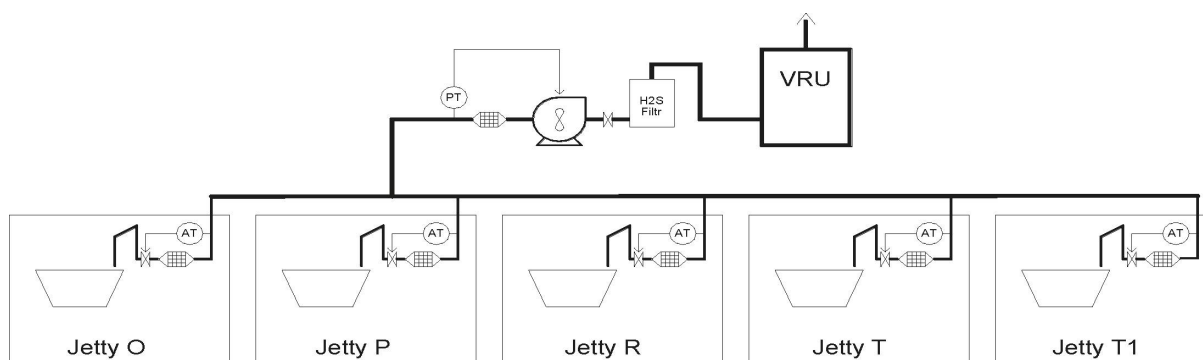 VRU
PT
H2S
Filtr
AT
AT
AT
AT
AT
Jetty O
Jetty P
Jetty R
Jetty T
Jetty T1